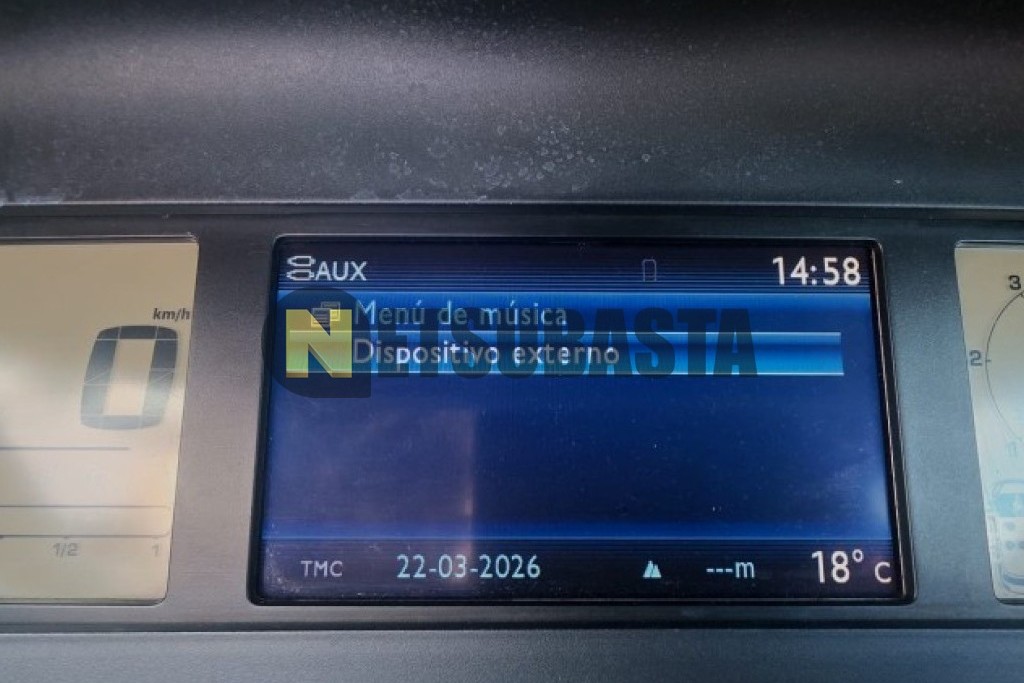 AUX 14:58
Menú de música
Dispositivo externo
NETSUBASTA
TMC 22-03-2026 ---m 18° C
km/h
0
1/2 1
3
2